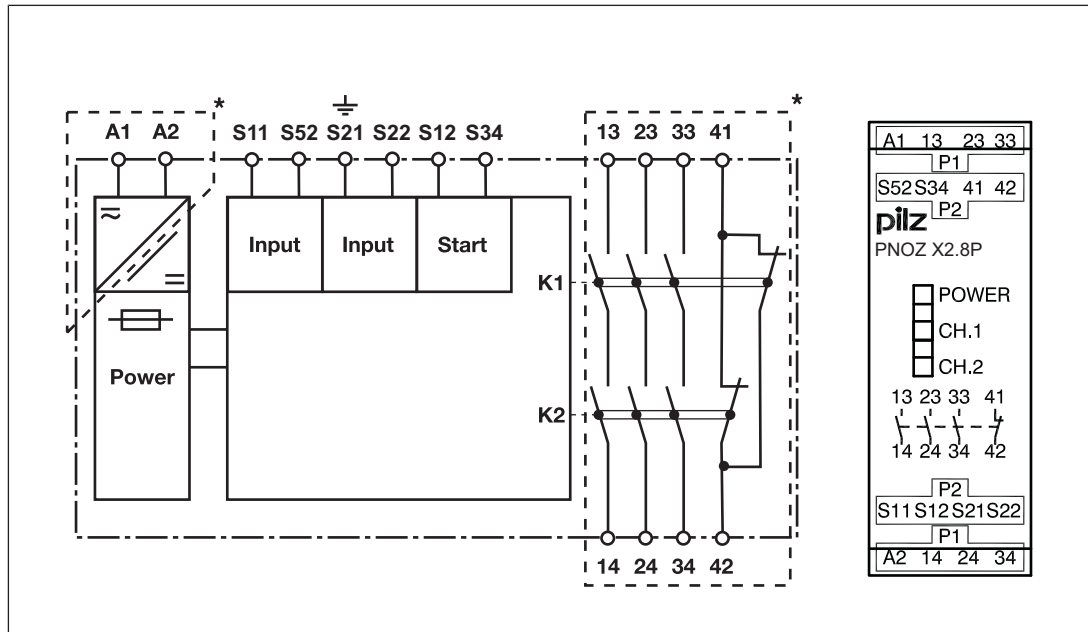 * *
A1 A2 S11 S52 S21 S22 S12 S34 13 23 33 41
Input Input Start
K1
Power
K2
14 24 34 42
A1 13 23 33
P1
S52 S34 41 42
P2
pilz
PNOZ X2.8P
POWER
CH.1
CH.2
13 23 33 41
14 24 34 42
P2
S11 S12 S21 S22
P1
A2 14 24 34